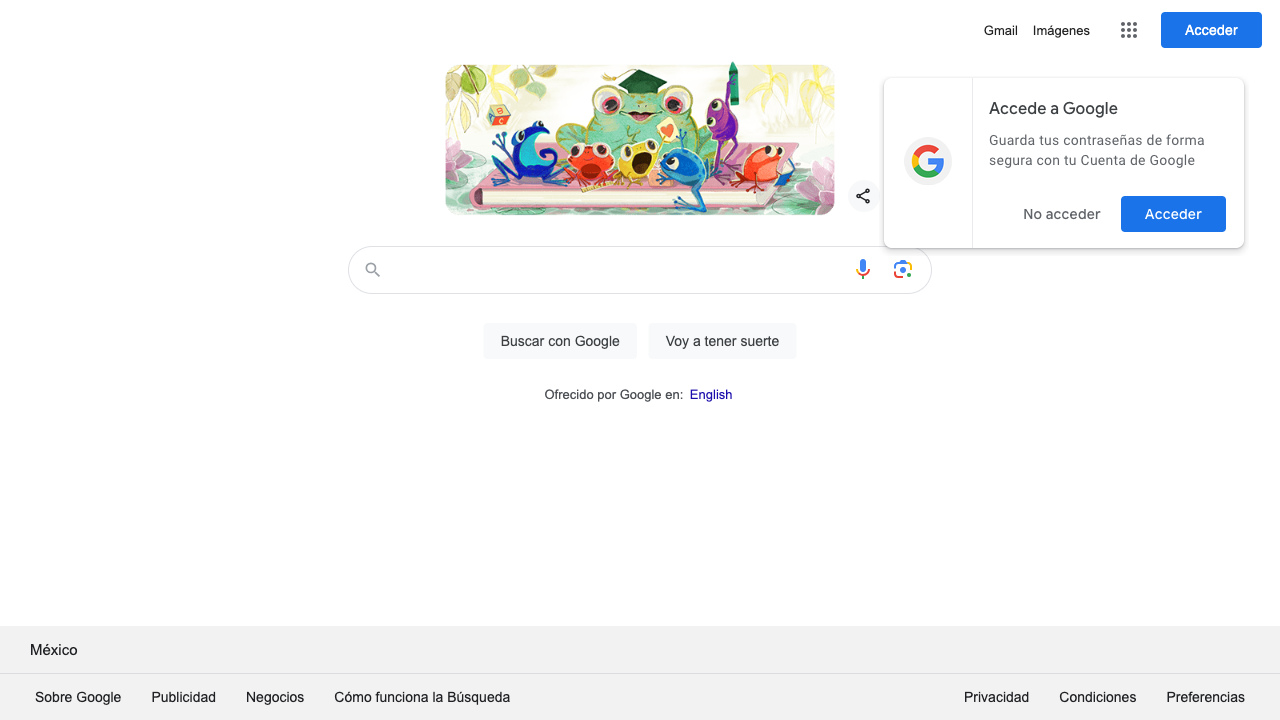 Gmail Imágenes Acceder
Accede a Google
Guarda tus contraseñas de forma
segura con tu Cuenta de Google
No acceder Acceder
Buscar con Google Voy a tener suerte
Ofrecido por Google en: English
México
Sobre Google Publicidad Negocios Cómo funciona la Búsqueda Privacidad Condiciones Preferencias